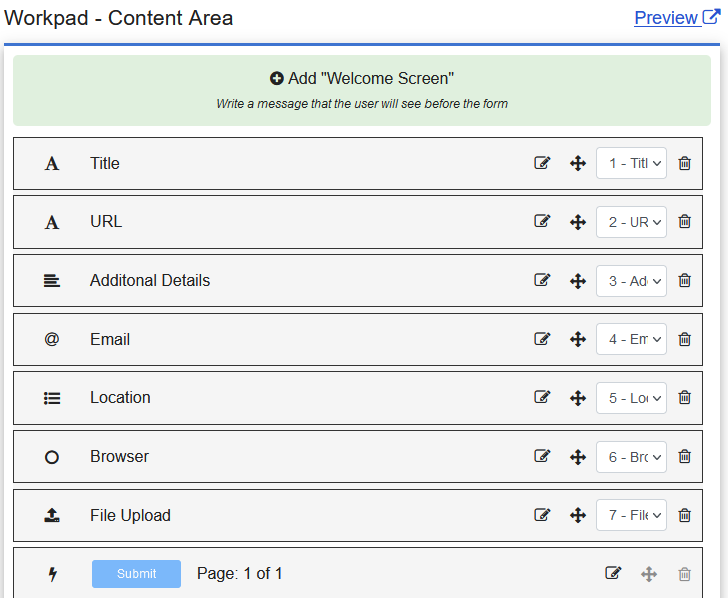 Workpad - Content Area
Preview
Add "Welcome Screen"
Write a message that the user will see before the form
Title 1 - Titl
URL 2 - UR
Additonal Details 3 - Ad
@ Email 4 - Em
Location 5 - Loc
Browser 6 - Bro
File Upload 7 - File
Submit Page: 1 of 1